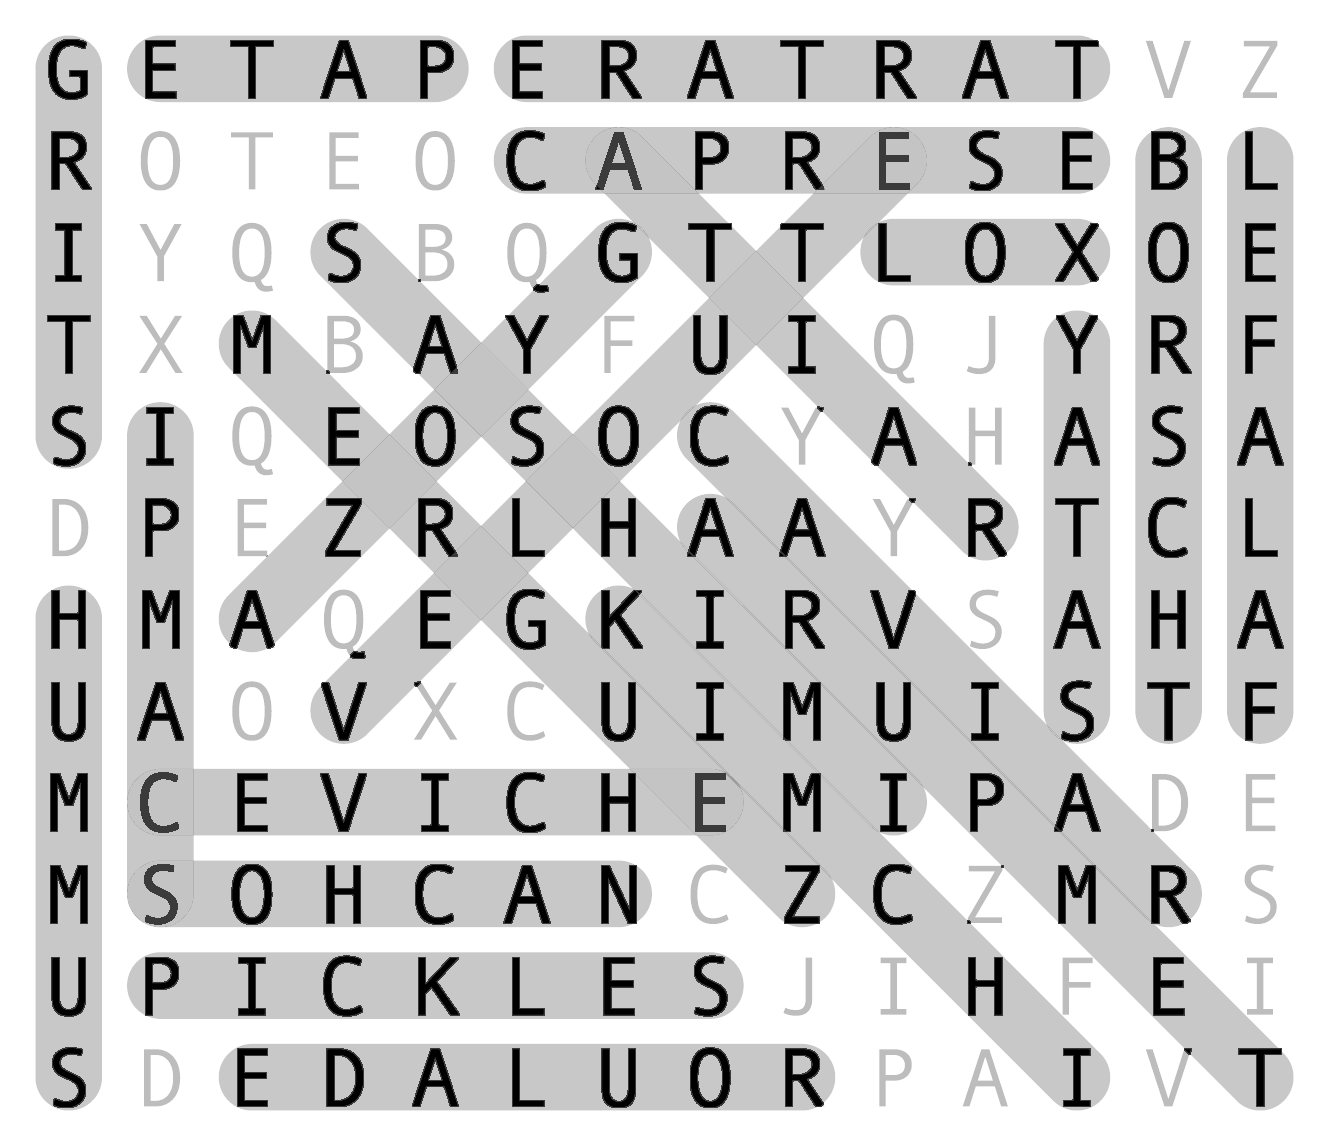 G E T A P E R A T R A T V Z
R O T E O C A P R E S E B L
I Y Q S B Q G T T L O X O E
T X M B A Y F U I Q J Y R F
S I Q E O S O C Y A H A S A
D P E Z R L H A A Y R T C L
H M A Q E G K I R V S A H A
U A O V X C U I M U I S T F
M C E V I C H E M I P A D E
M S O H C A N C Z C Z M R S
U P I C K L E S J I H F E I
S D E D A L U O R P A I V T